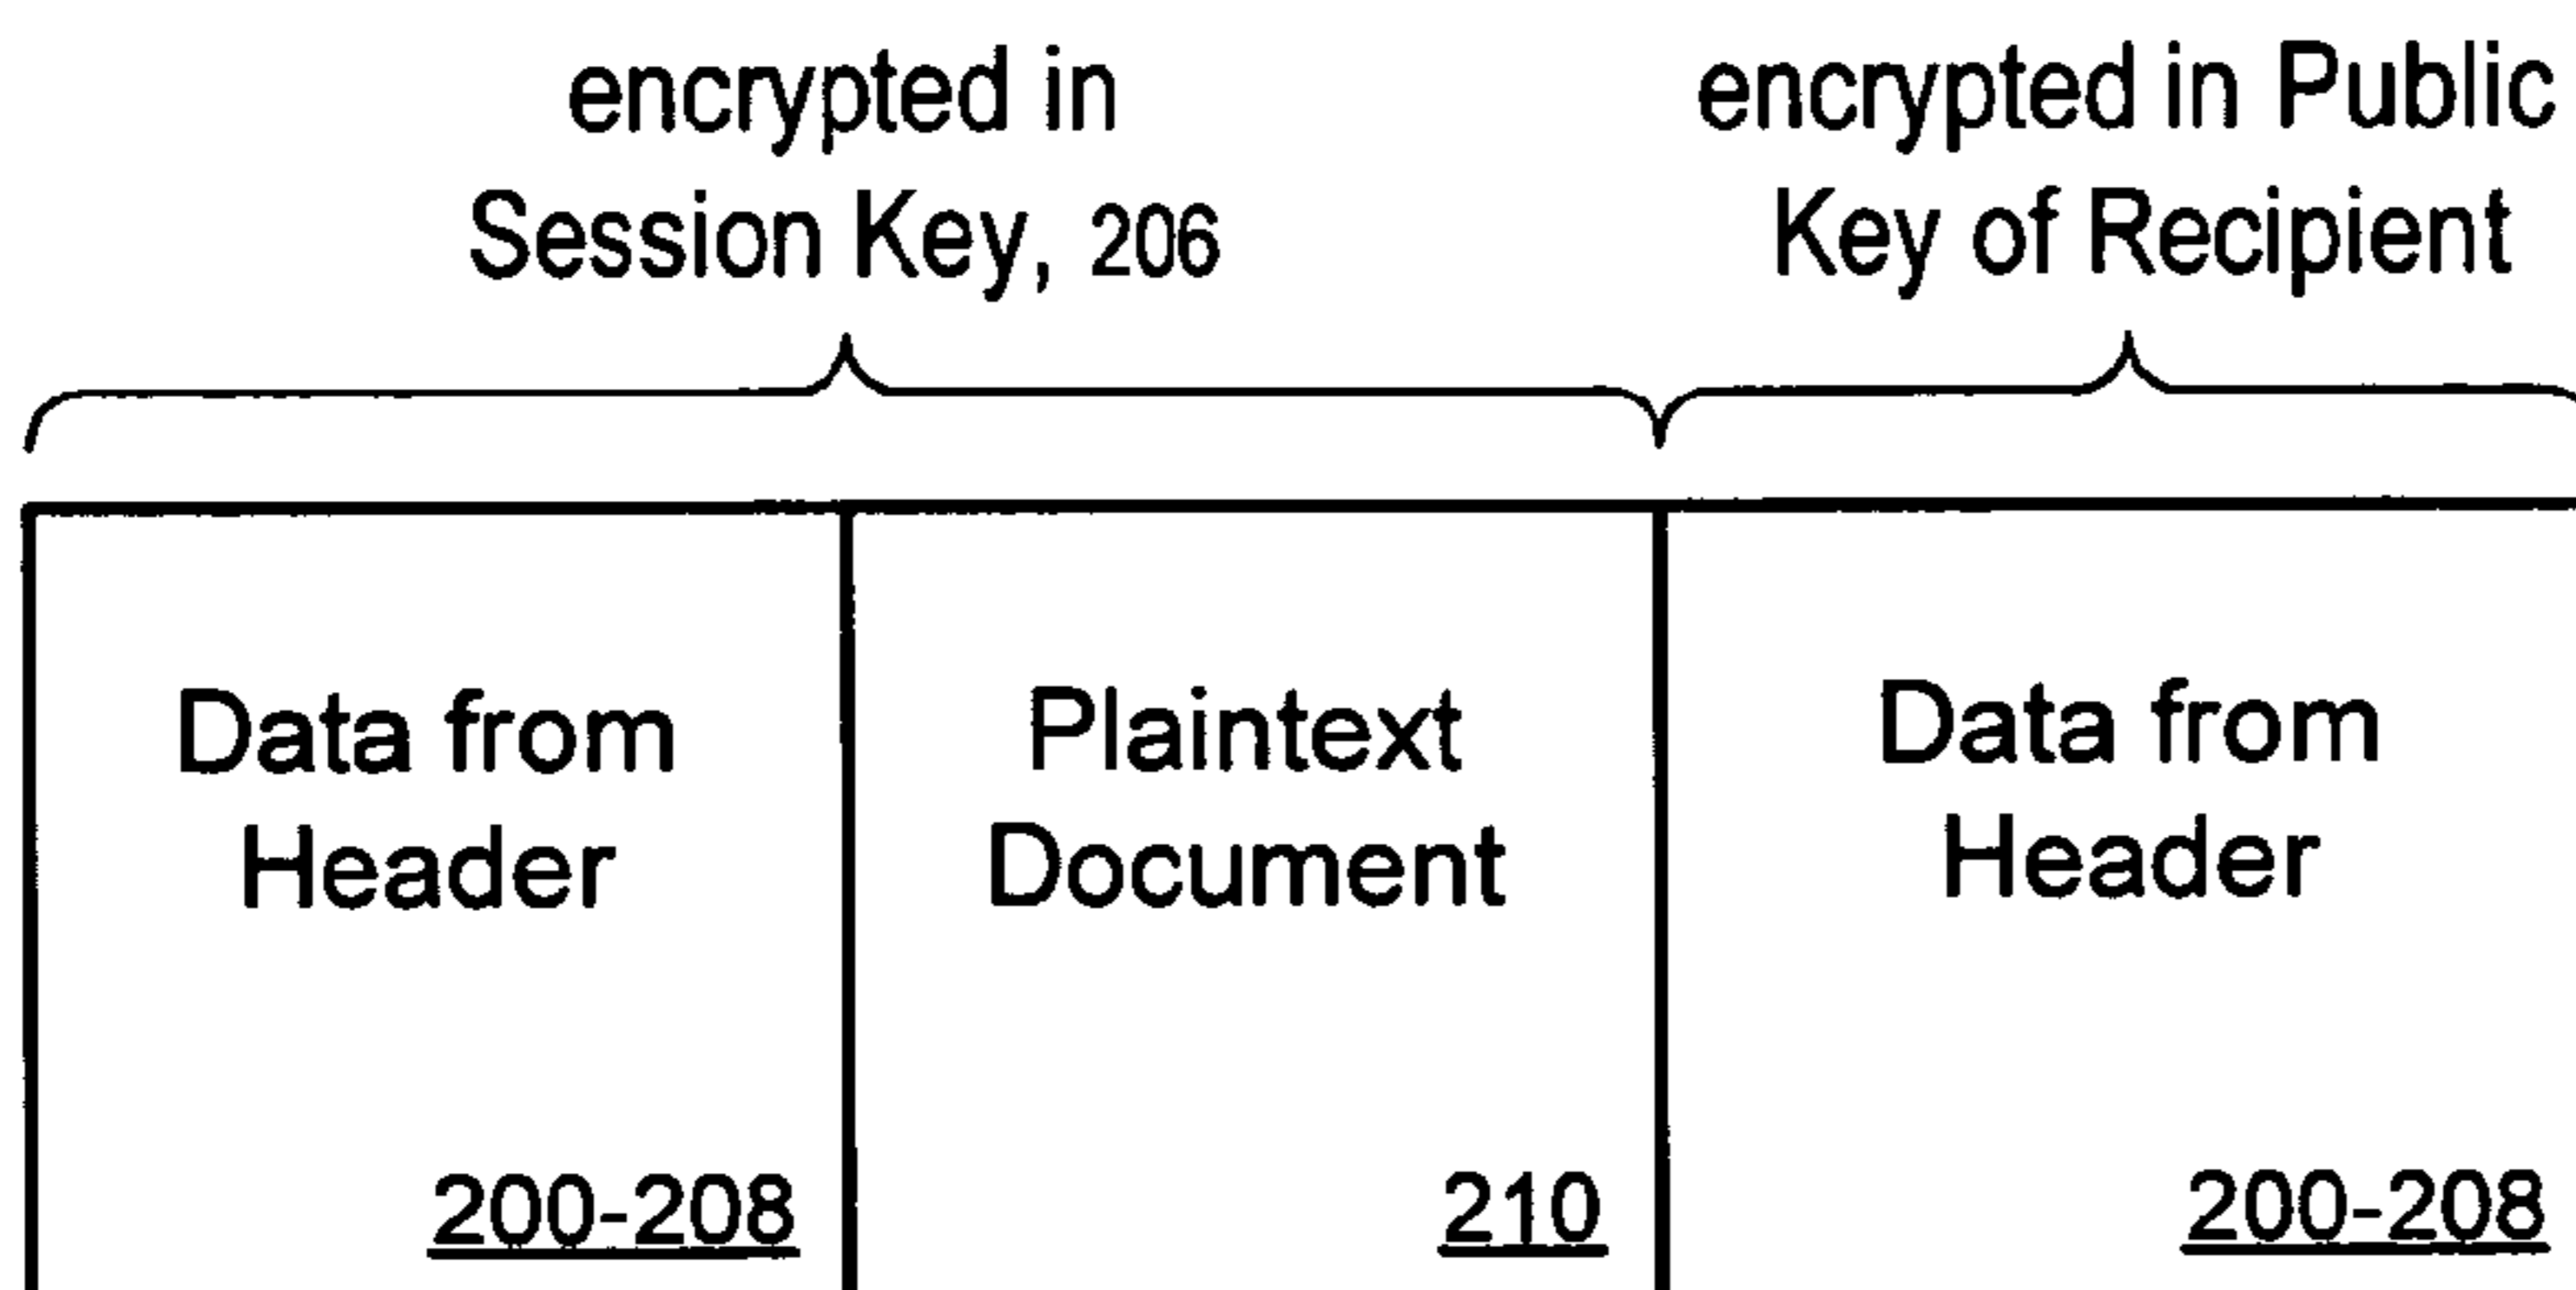 encrypted in
Session Key, 206
encrypted in Public
Key of Recipient
Data from
Header
200-208
Plaintext
Document
210
Data from
Header
200-208